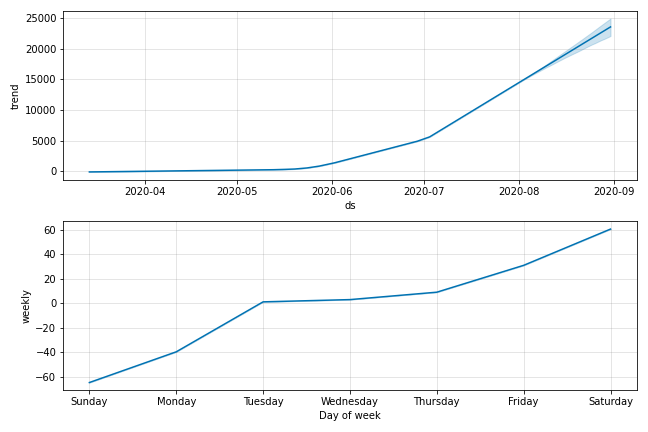 25000
20000
15000
10000
5000
0
trend
2020-04 2020-05 2020-06 2020-07 2020-08 2020-09
ds
60
40
20
0
−20
−40
−60
weekly
Sunday Monday Tuesday Wednesday Thursday Friday Saturday
Day of week